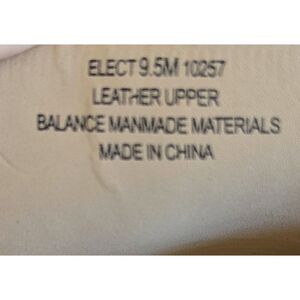 ELECT 9.5M 10257
LEATHER UPPER
BALANCE MANMADE MATERIALS
MADE IN CHINA